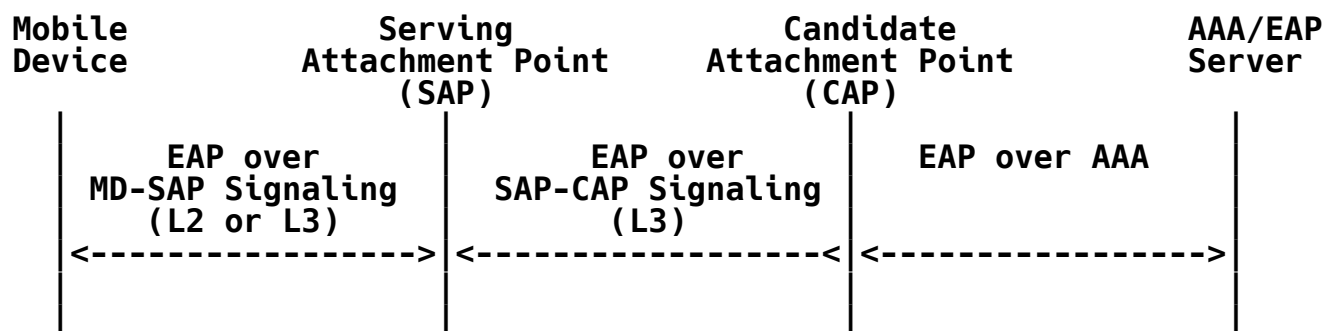 Mobile Serving Candidate AAA/EAP
Device Attachment Point Attachment Point Server
(SAP) (CAP)
EAP over EAP over EAP over AAA
MD-SAP Signaling SAP-CAP Signaling
(L2 or L3) (L3)
<-----------------> <-------------------< <----------------->